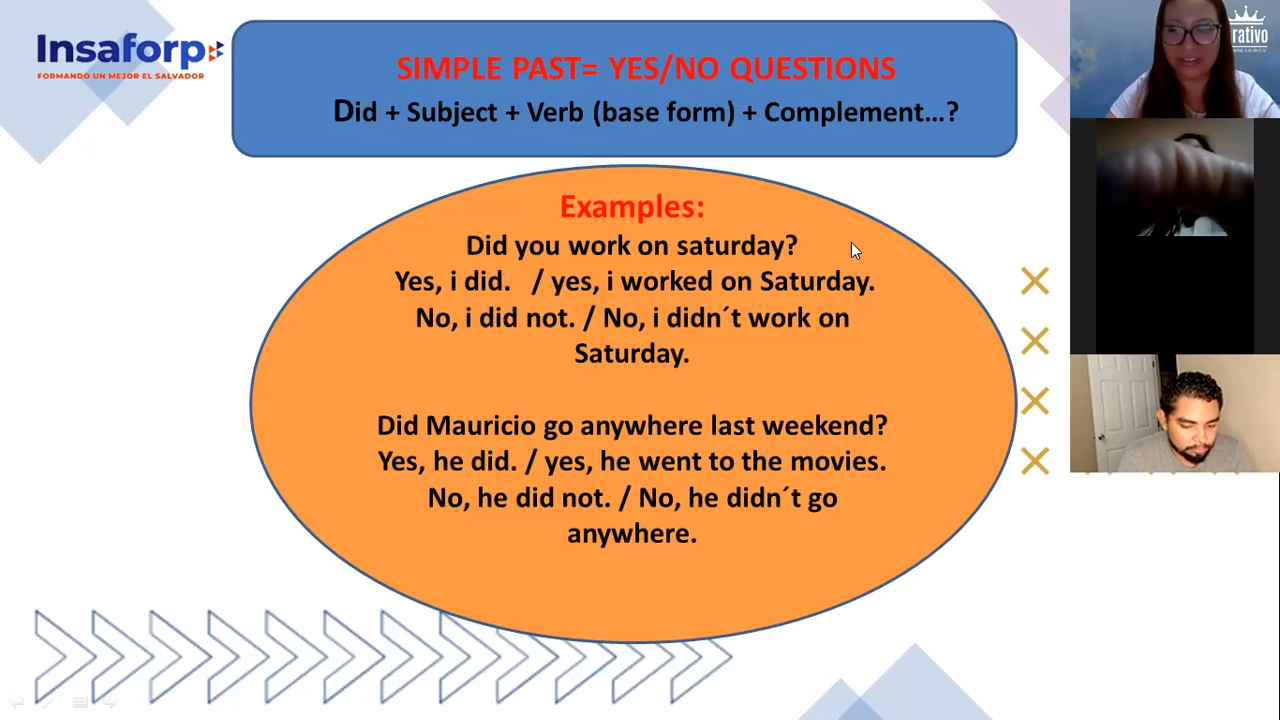 Insaforp
FORMANDO UN MEJOR EL SALVADOR
SIMPLE PAST= YES/NO QUESTIONS
Did + Subject + Verb (base form) + Complement...?
Examples:
Did you work on saturday?
Yes, i did. / yes, i worked on Saturday.
No, i did not. / No, i didn´t work on
Saturday.
Did Mauricio go anywhere last weekend?
Yes, he did. / yes, he went to the movies.
No, he did not. / No, he didn´t go
anywhere.
rativo